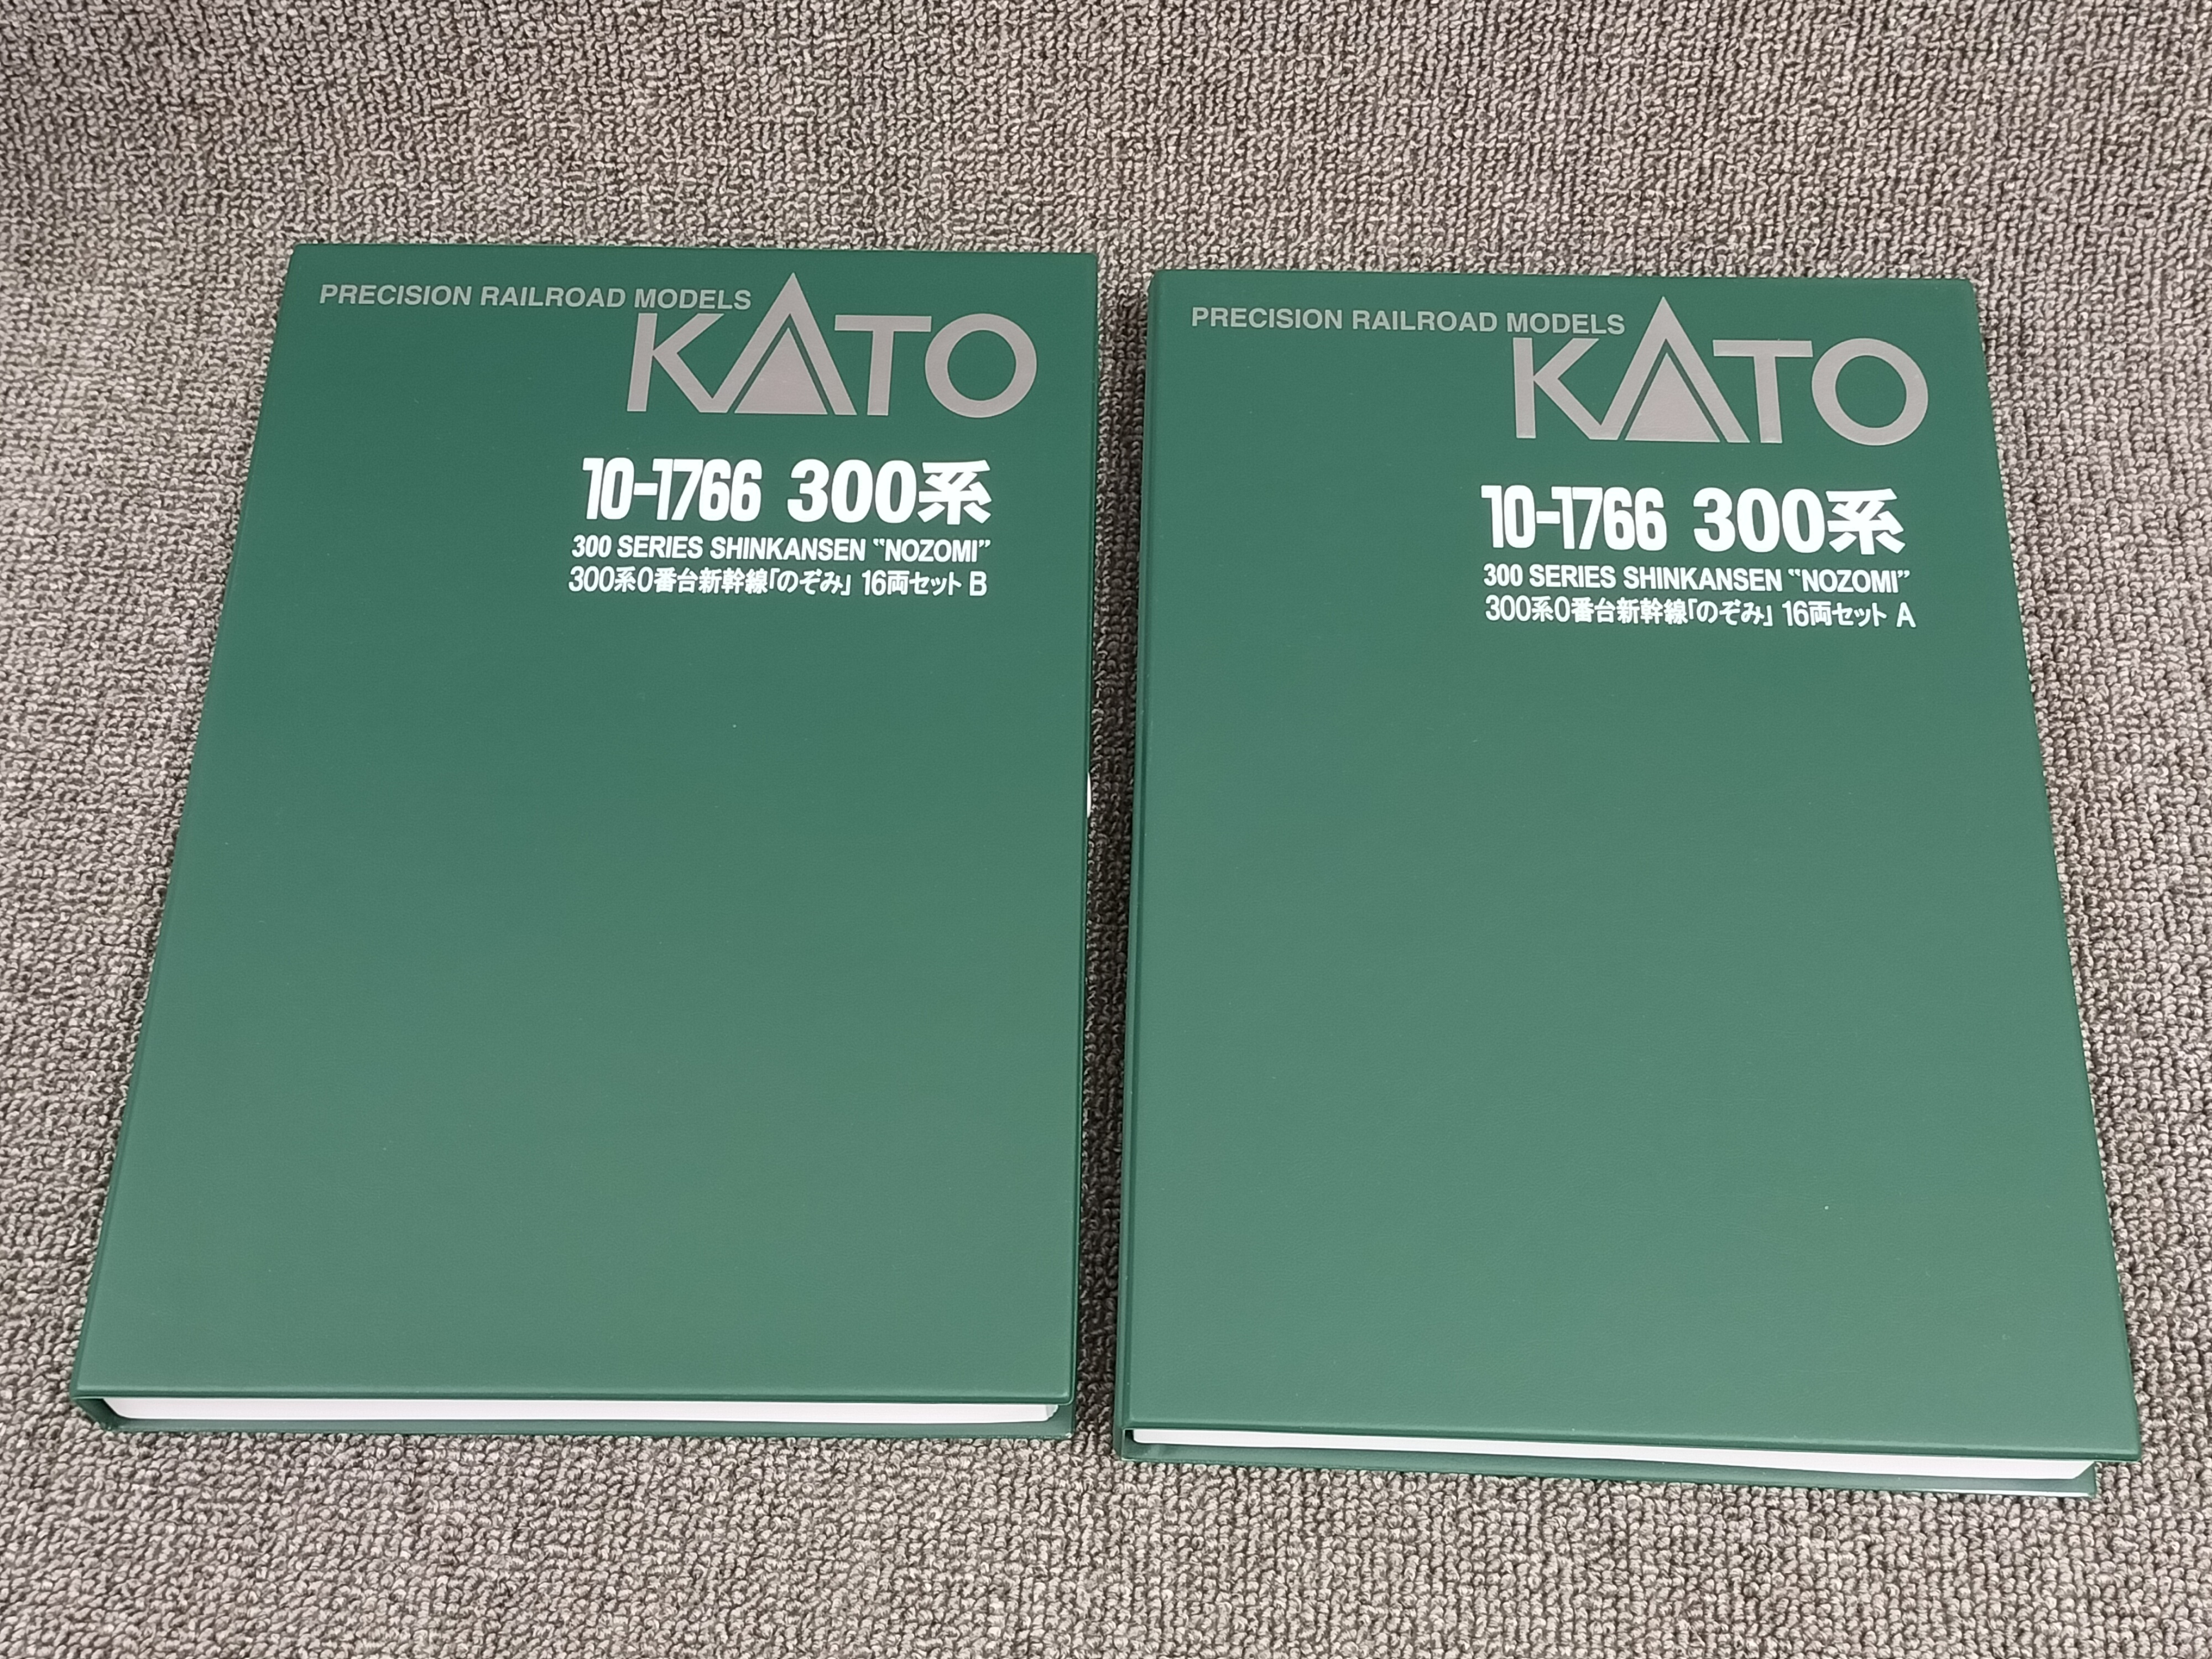 PRECISION RAILROAD MODELS
KATO
10-1766 300系
300 SERIES SHINKANSEN “NOZOMI”
300系0番台新幹線｢のぞみ｣ 16両セット B
PRECISION RAILROAD MODELS
KATO
10-1766 300系
300 SERIES SHINKANSEN “NOZOMI”
300系0番台新幹線｢のぞみ｣ 16両セット A